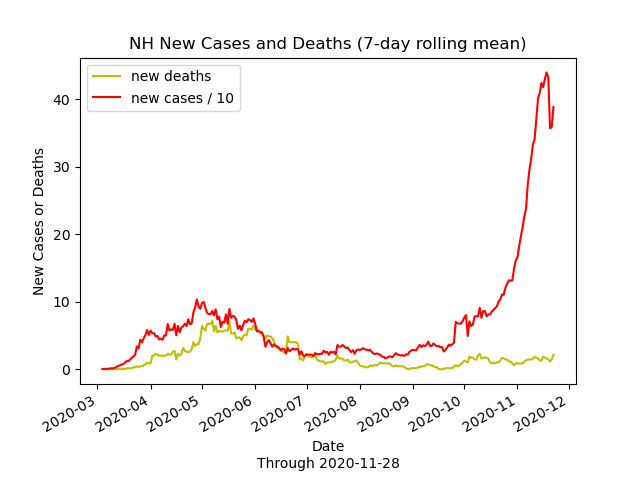 NH New Cases and Deaths (7-day rolling mean)
new deaths
new cases / 10
40
30
20
10
0
New Cases or Deaths
2020-03
2020-04
2020-05
2020-06
2020-07
2020-08
2020-09
2020-10
2020-11
2020-12
Date
Through 2020-11-28